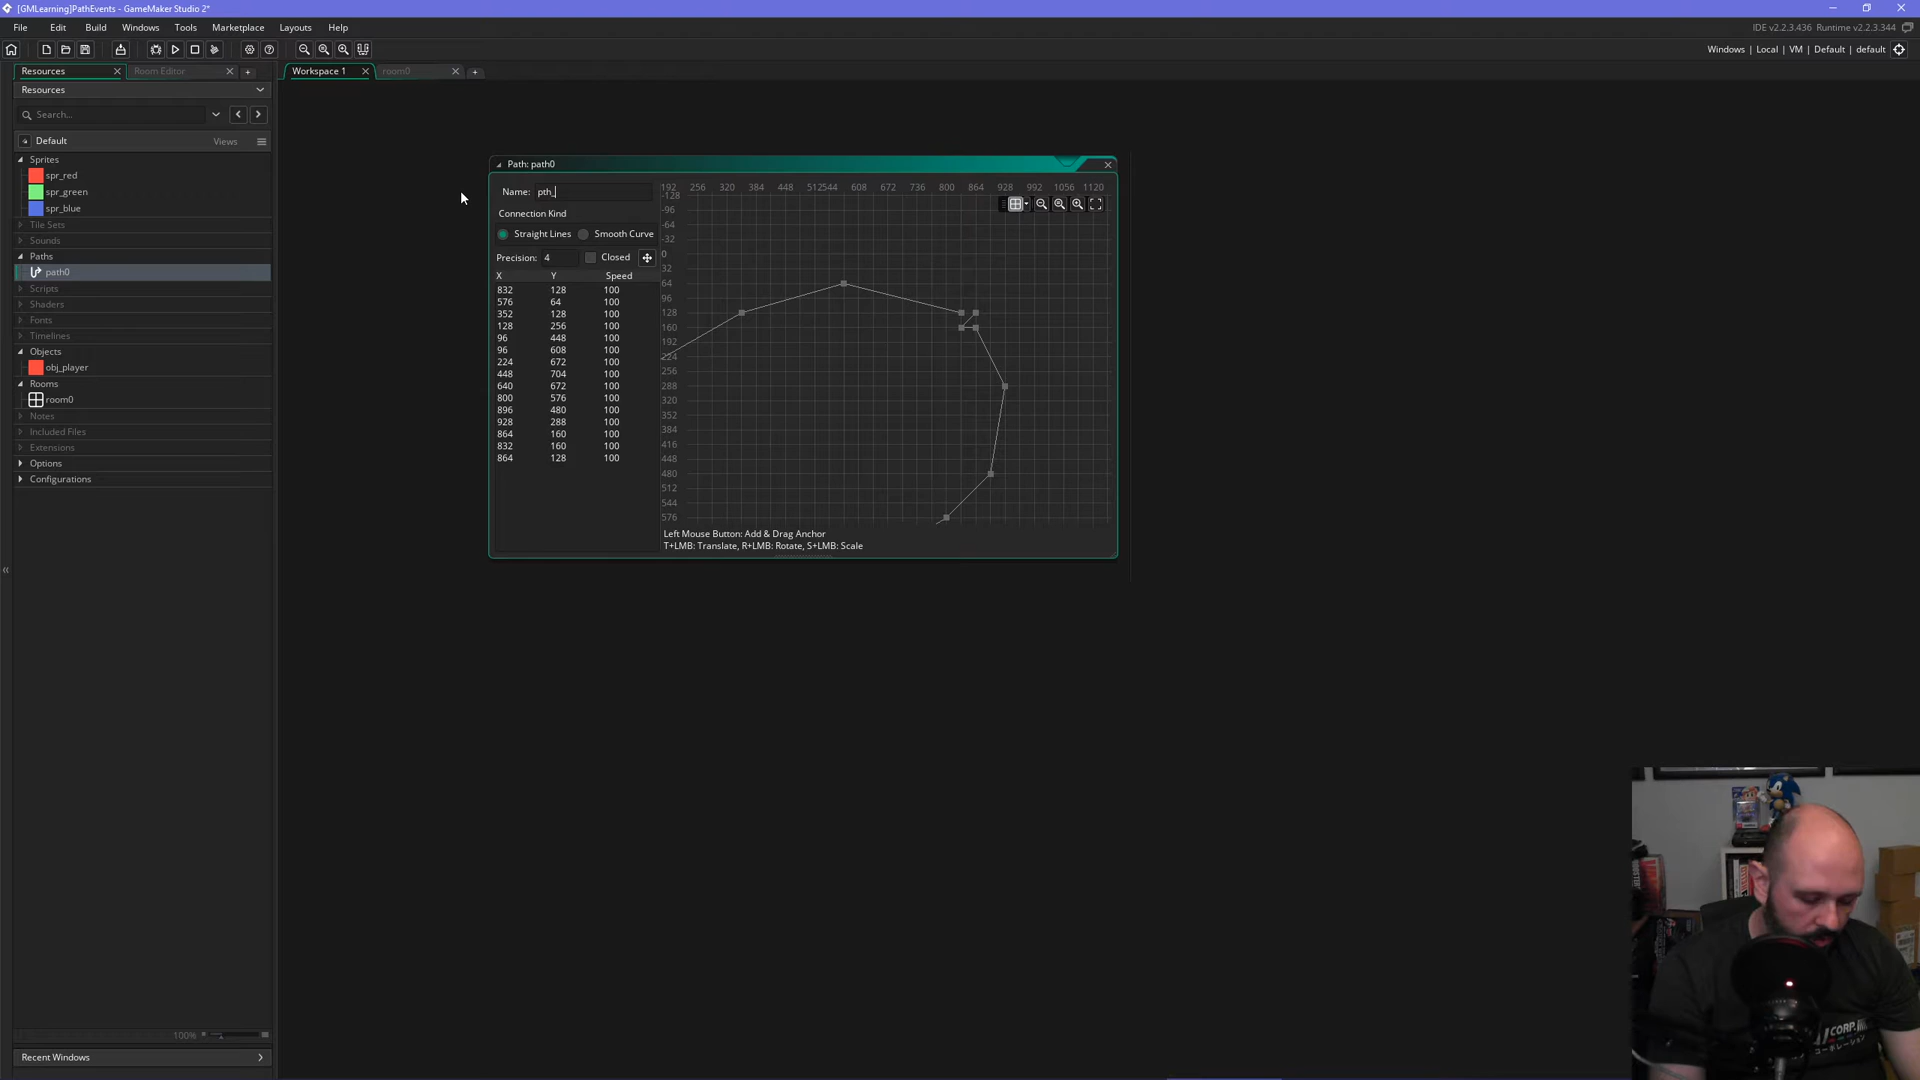 [GMLearning]PathEvents - GameMaker Studio 2*
File Edit Build Windows Tools Marketplace Layouts Help
IDE v2.2.3.436 Runtime v2.2.3.344
Windows | Local | VM | Default | default
Resources
Room Editor
Workspace 1
room0
Resources
Search...
Default
Views
Sprites
spr_red
spr_green
spr_blue
Tile Sets
Sounds
Paths
path0
Scripts
Shaders
Fonts
Timelines
Objects
obj_player
Rooms
room0
Notes
Included Files
Extensions
Options
Configurations
100%
Recent Windows
Path: path0
Name: pth_
Connection Kind
Straight Lines Smooth Curve
Precision: 4 Closed
X Y Speed
832 128 100
576 64 100
352 128 100
128 256 100
96 448 100
96 608 100
224 672 100
448 704 100
640 672 100
800 576 100
896 480 100
928 288 100
864 160 100
832 160 100
864 128 100
192 256 320 384 448 512544 608 672 736 800 864 928 992 1056 1120
-128
-96
-64
-32
0
32
64
96
128
160
192
224
256
288
320
352
384
416
448
480
512
544
576
Left Mouse Button: Add & Drag Anchor
T+LMB: Translate, R+LMB: Rotate, S+LMB: Scale
CORP.